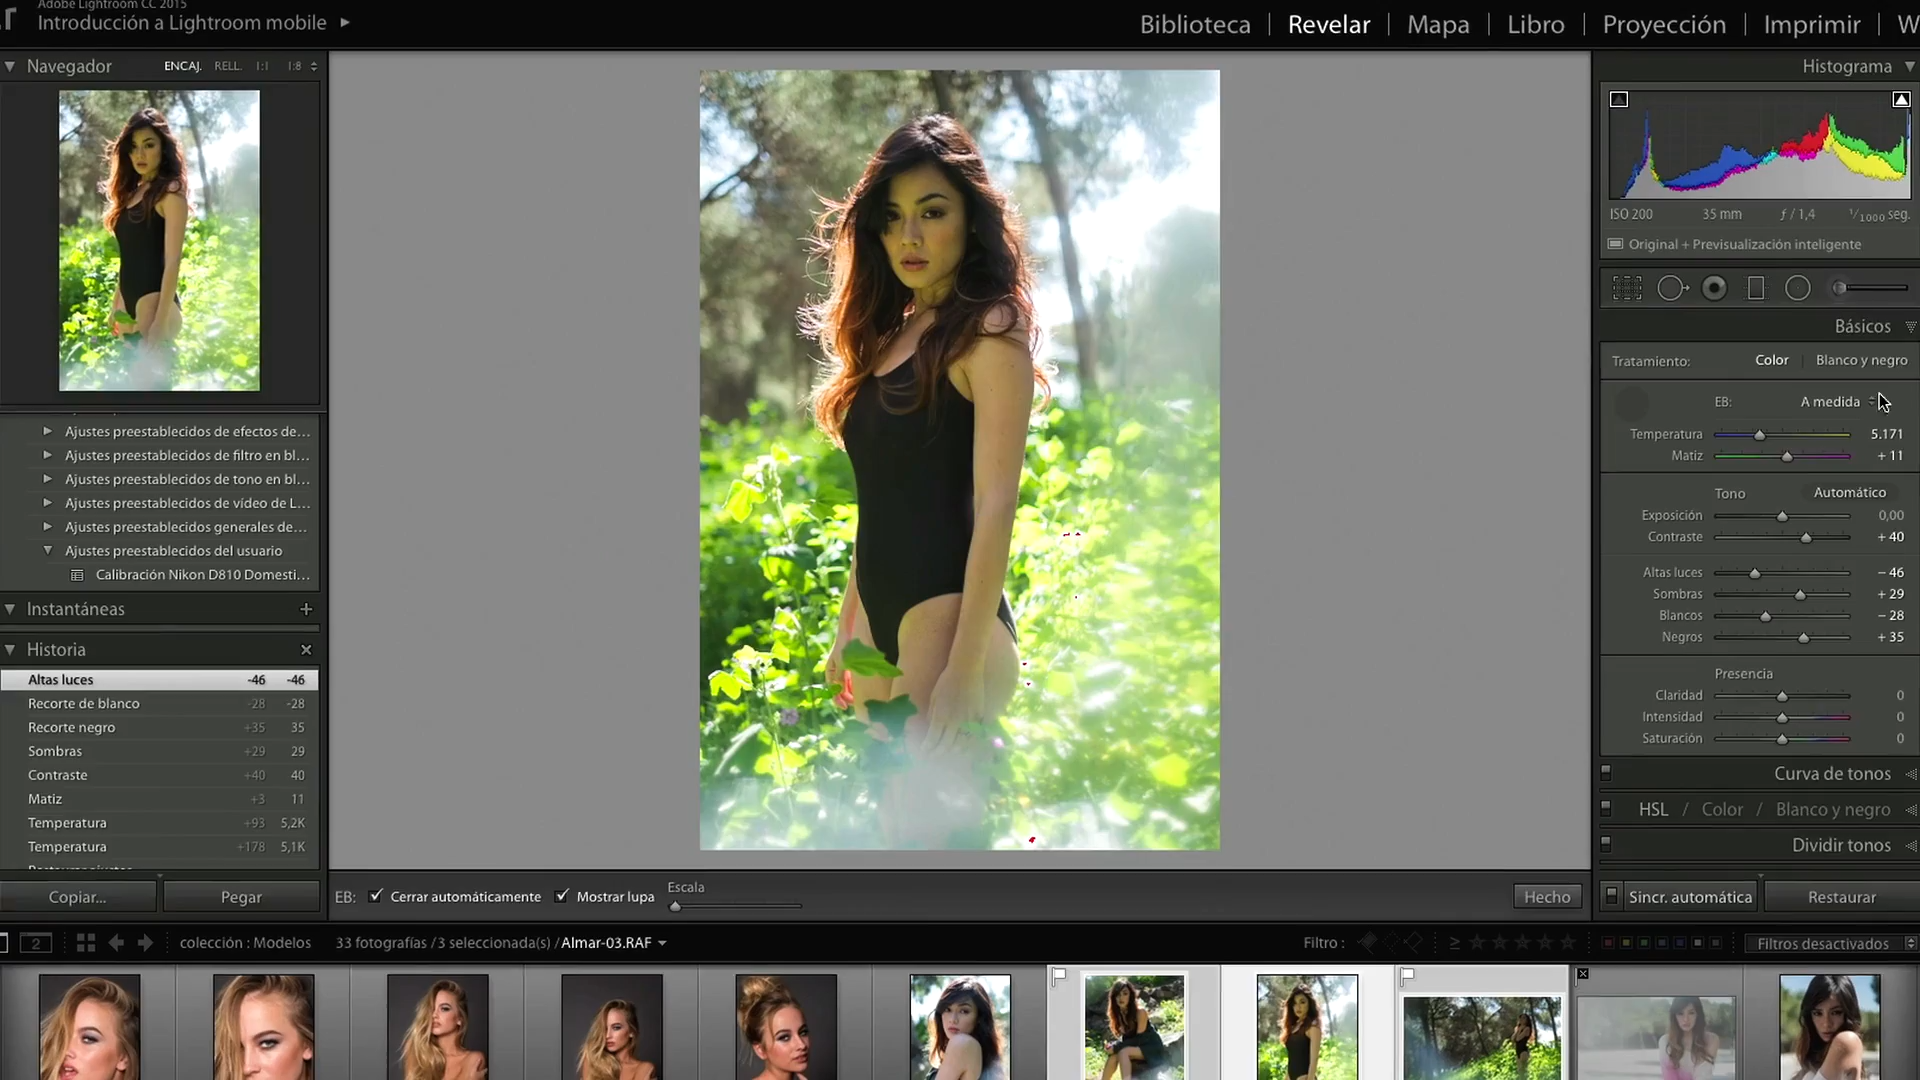 Adobe Lightroom CC 2015
Introducción a Lightroom mobile
Biblioteca | Revelar | Mapa | Libro | Proyección | Imprimir | W
Navegador ENCAJ. RELL. 1:1 1:8
Ajustes preestablecidos de efectos de...
Ajustes preestablecidos de filtro en bl...
Ajustes preestablecidos de tono en bl...
Ajustes preestablecidos de vídeo de L...
Ajustes preestablecidos generales de...
Ajustes preestablecidos del usuario
Calibración Nikon D810 Domesti...
Instantáneas +
Historia
Altas luces -46 -46
Recorte de blanco -28 -28
Recorte negro +35 35
Sombras +29 29
Contraste +40 40
Matiz +3 11
Temperatura +93 5,2K
Temperatura +178 5,1K
Copiar... Pegar
Histograma
ISO 200 35 mm ƒ / 1,4 1/1000 seg.
Original + Previsualización inteligente
Básicos
Tratamiento: Color | Blanco y negro
EB: A medida
Temperatura 5.171
Matiz + 11
Tono Automático
Exposición 0,00
Contraste + 40
Altas luces − 46
Sombras + 29
Blancos − 28
Negros + 35
Presencia
Claridad 0
Intensidad 0
Saturación 0
Curva de tonos
HSL / Color / Blanco y negro
Dividir tonos
Sincr. automática Restaurar
EB: Cerrar automáticamente Mostrar lupa Escala Hecho
2 colección : Modelos 33 fotografías /3 seleccionada(s) /Almar-03.RAF Filtro : ≥ Filtros desactivados